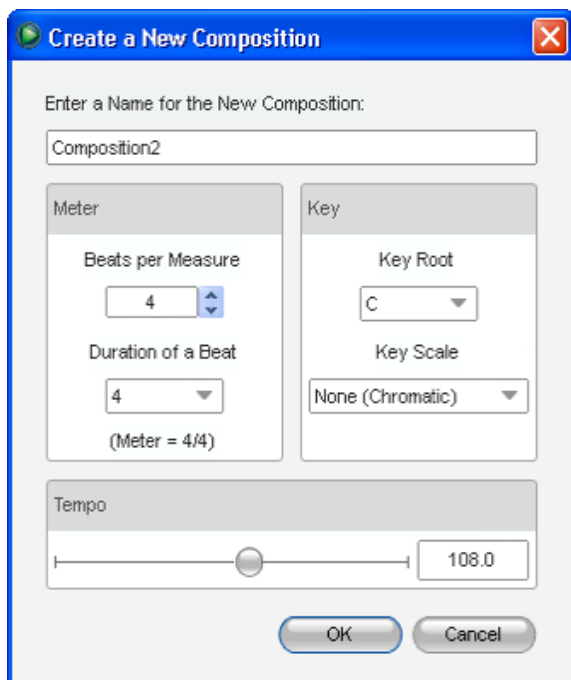 Create a New Composition
Enter a Name for the New Composition:
Composition2
Meter
Beats per Measure
4
Duration of a Beat
4
(Meter = 4/4)
Key
Key Root
C
Key Scale
None (Chromatic)
Tempo
108.0
OK
Cancel